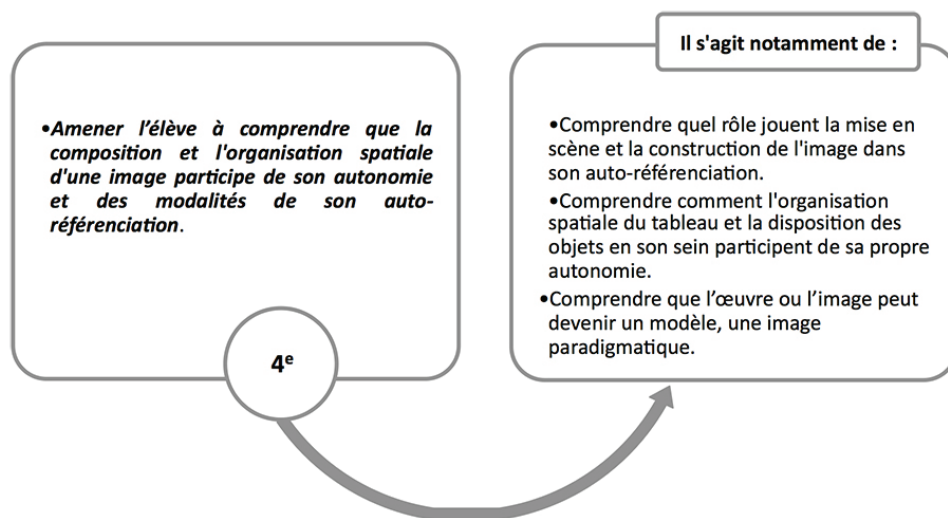 •Amener l'élève à comprendre que la
composition et l'organisation spatiale
d'une image participe de son autonomie
et des modalités de son auto-
référenciation.
4e
Il s'agit notamment de :
•Comprendre quel rôle jouent la mise en
scène et la construction de l'image dans
son auto-référenciation.
•Comprendre comment l'organisation
spatiale du tableau et la disposition des
objets en son sein participent de sa propre
autonomie.
•Comprendre que l'œuvre ou l'image peut
devenir un modèle, une image
paradigmatique.